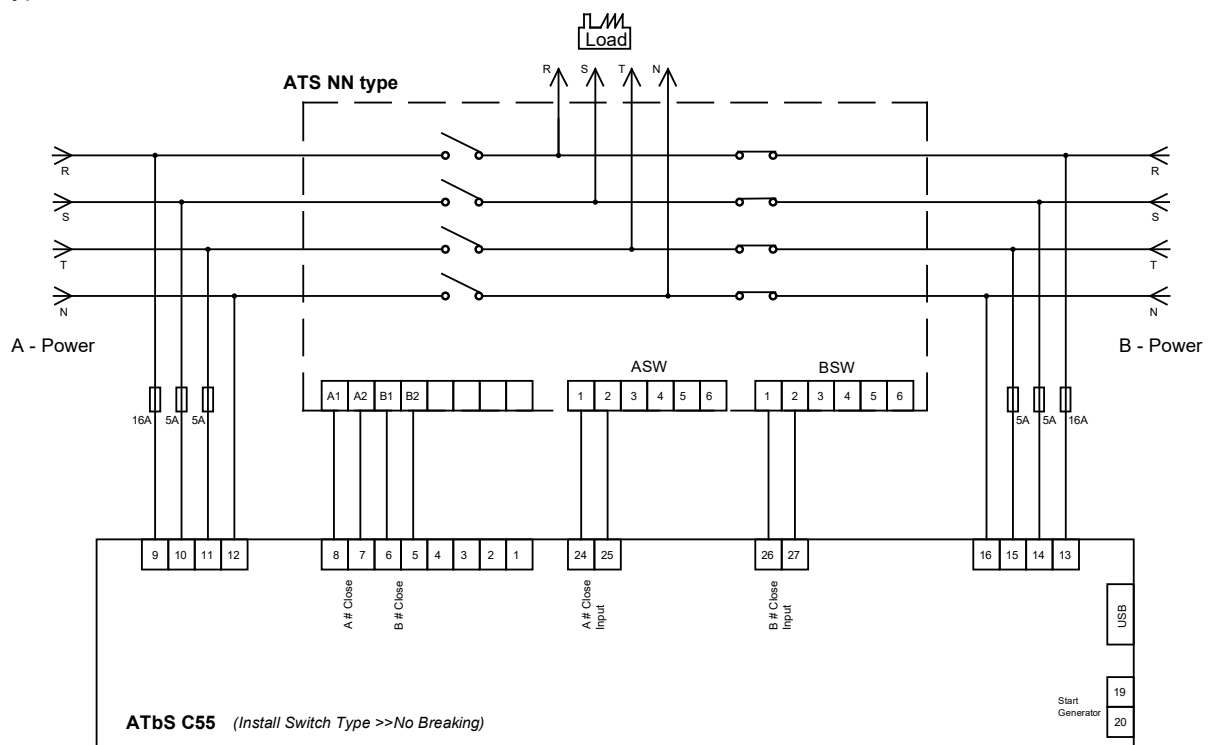 Load
R S T N
ATS NN type
R R
S S
T T
N N
A - Power B - Power
ASW BSW
A1 A2 B1 B2 1 2 3 4 5 6 1 2 3 4 5 6
16A 5A 5A 5A 5A 16A
9 10 11 12 8 7 6 5 4 3 2 1 24 25 26 27 16 15 14 13
A # Close
B # Close
A # Close
Input
B # Close
Input
USB
Start
Generator
19
20
ATbS C55 (Install Switch Type >>No Breaking)